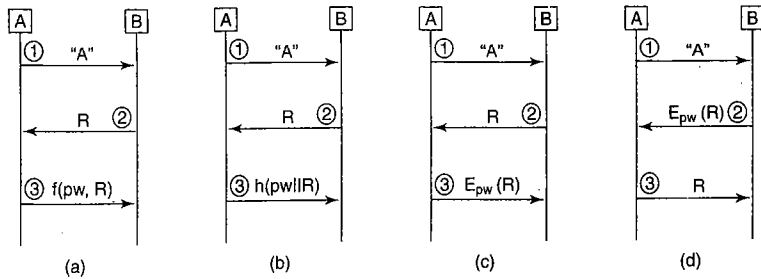 A B A B A B A B
① "A" ① "A" ① "A" ① "A"
R ② R ② R ② E_pw (R) ②
③ f(pw, R) ③ h(pw||R) ③ E_pw (R) ③ R
(a) (b) (c) (d)